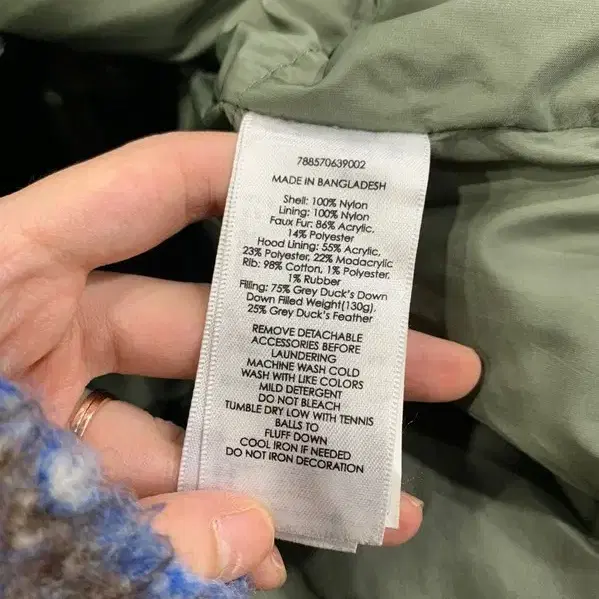 788570639002
MADE IN BANGLADESH
Shell: 100% Nylon
Lining: 100% Nylon
Faux Fur: 86% Acrylic,
14% Polyester
Hood Lining: 55% Acrylic,
23% Polyester, 22% Modacrylic
Rib: 98% Cotton, 1% Polyester,
1% Rubber
Filling: 75% Grey Duck's Down
Down Filled Weight(130g),
25% Grey Duck's Feather
REMOVE DETACHABLE
ACCESSORIES BEFORE
LAUNDERING
MACHINE WASH COLD
WASH WITH LIKE COLORS
MILD DETERGENT
DO NOT BLEACH
TUMBLE DRY LOW WITH TENNIS
BALLS TO
FLUFF DOWN
COOL IRON IF NEEDED
DO NOT IRON DECORATION